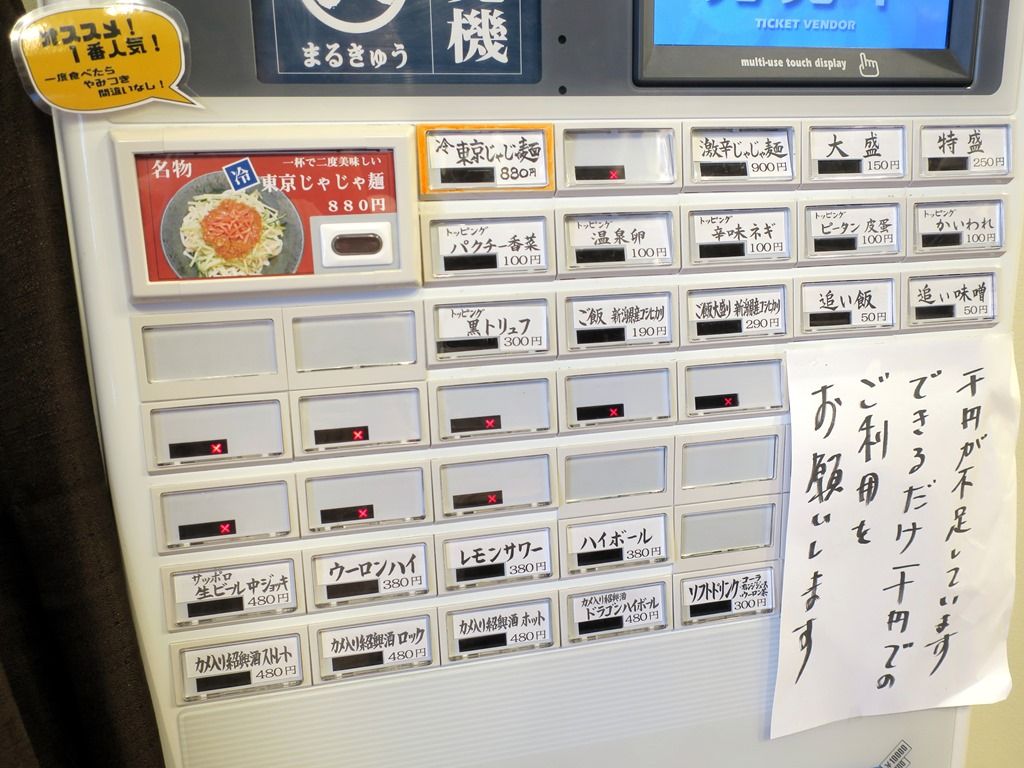 オススメ!
1番人気!
一度食べたら
やみつき
間違いなし!
まるきゅう
機
TICKET VENDOR
multi-use touch display
名物
冷
一杯で二度美味しい
東京じゃじゃ麺
880円
冷 東京じゃじゃ麺
880円
激辛じゃじゃ麺
900円
大盛
150円
特盛
250円
トッピング
パクチー香菜
100円
トッピング
温泉卵
100円
トッピング
辛味ネギ
100円
トッピング
ピータン 皮蛋
100円
トッピング
かいわれ
100円
トッピング
黒トリュフ
300円
ご飯 新潟県産コシヒカリ
190円
ご飯大盛り 新潟県産コシヒカリ
290円
追い飯
50円
追い味噌
50円
サッポロ
生ビール中ジョキ
480円
ウーロンハイ
380円
レモンサワー
380円
ハイボール
380円
カメ入り紹興酒 ストレート
480円
カメ入り紹興酒 ロック
480円
カメ入り紹興酒 ホット
480円
カメ入り紹興酒
ドラゴンハイボール
480円
ソフトドリンク コーラ
オレンジジュース
ウーロン茶
300円
千円が不足しています
できるだけ千円での
ご利用を
お願いします